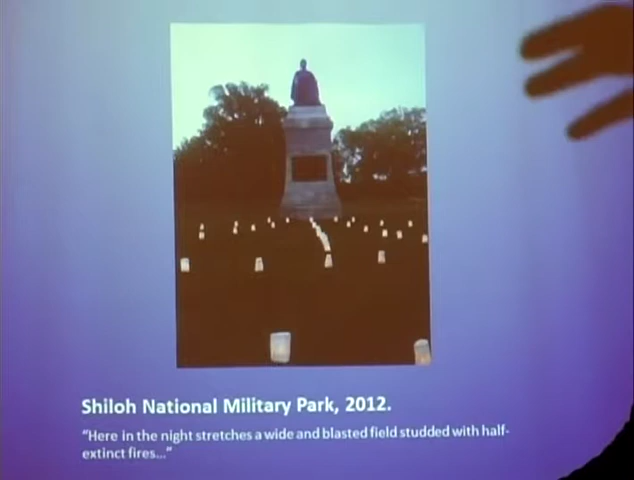 Shiloh National Military Park, 2012.
“Here in the night stretches a wide and blasted field studded with half-
extinct fires...”